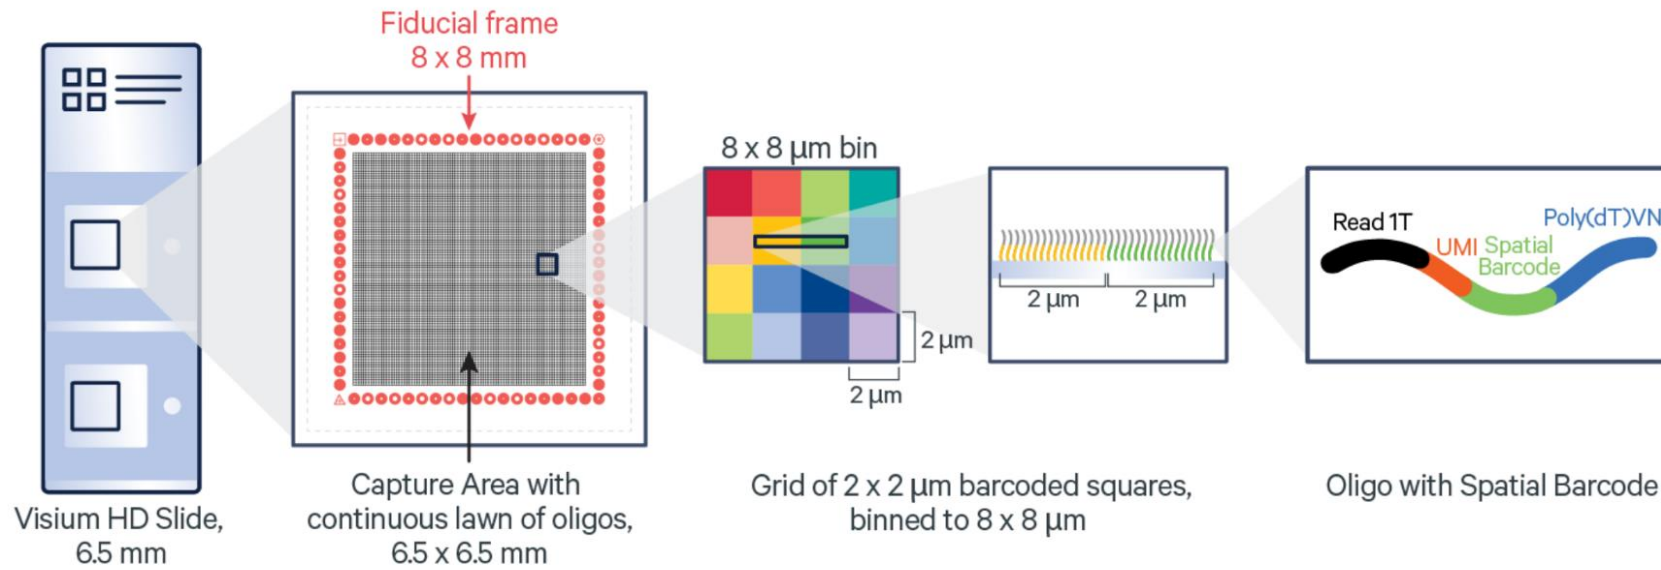 Fiducial frame
8 x 8 mm
8 x 8 µm bin
Read 1T
UMI
Spatial
Barcode
Poly(dT)VN
2 µm
2 µm
2 µm
2 µm
Visium HD Slide,
6.5 mm
Capture Area with
continuous lawn of oligos,
6.5 x 6.5 mm
Grid of 2 x 2 µm barcoded squares,
binned to 8 x 8 µm
Oligo with Spatial Barcode